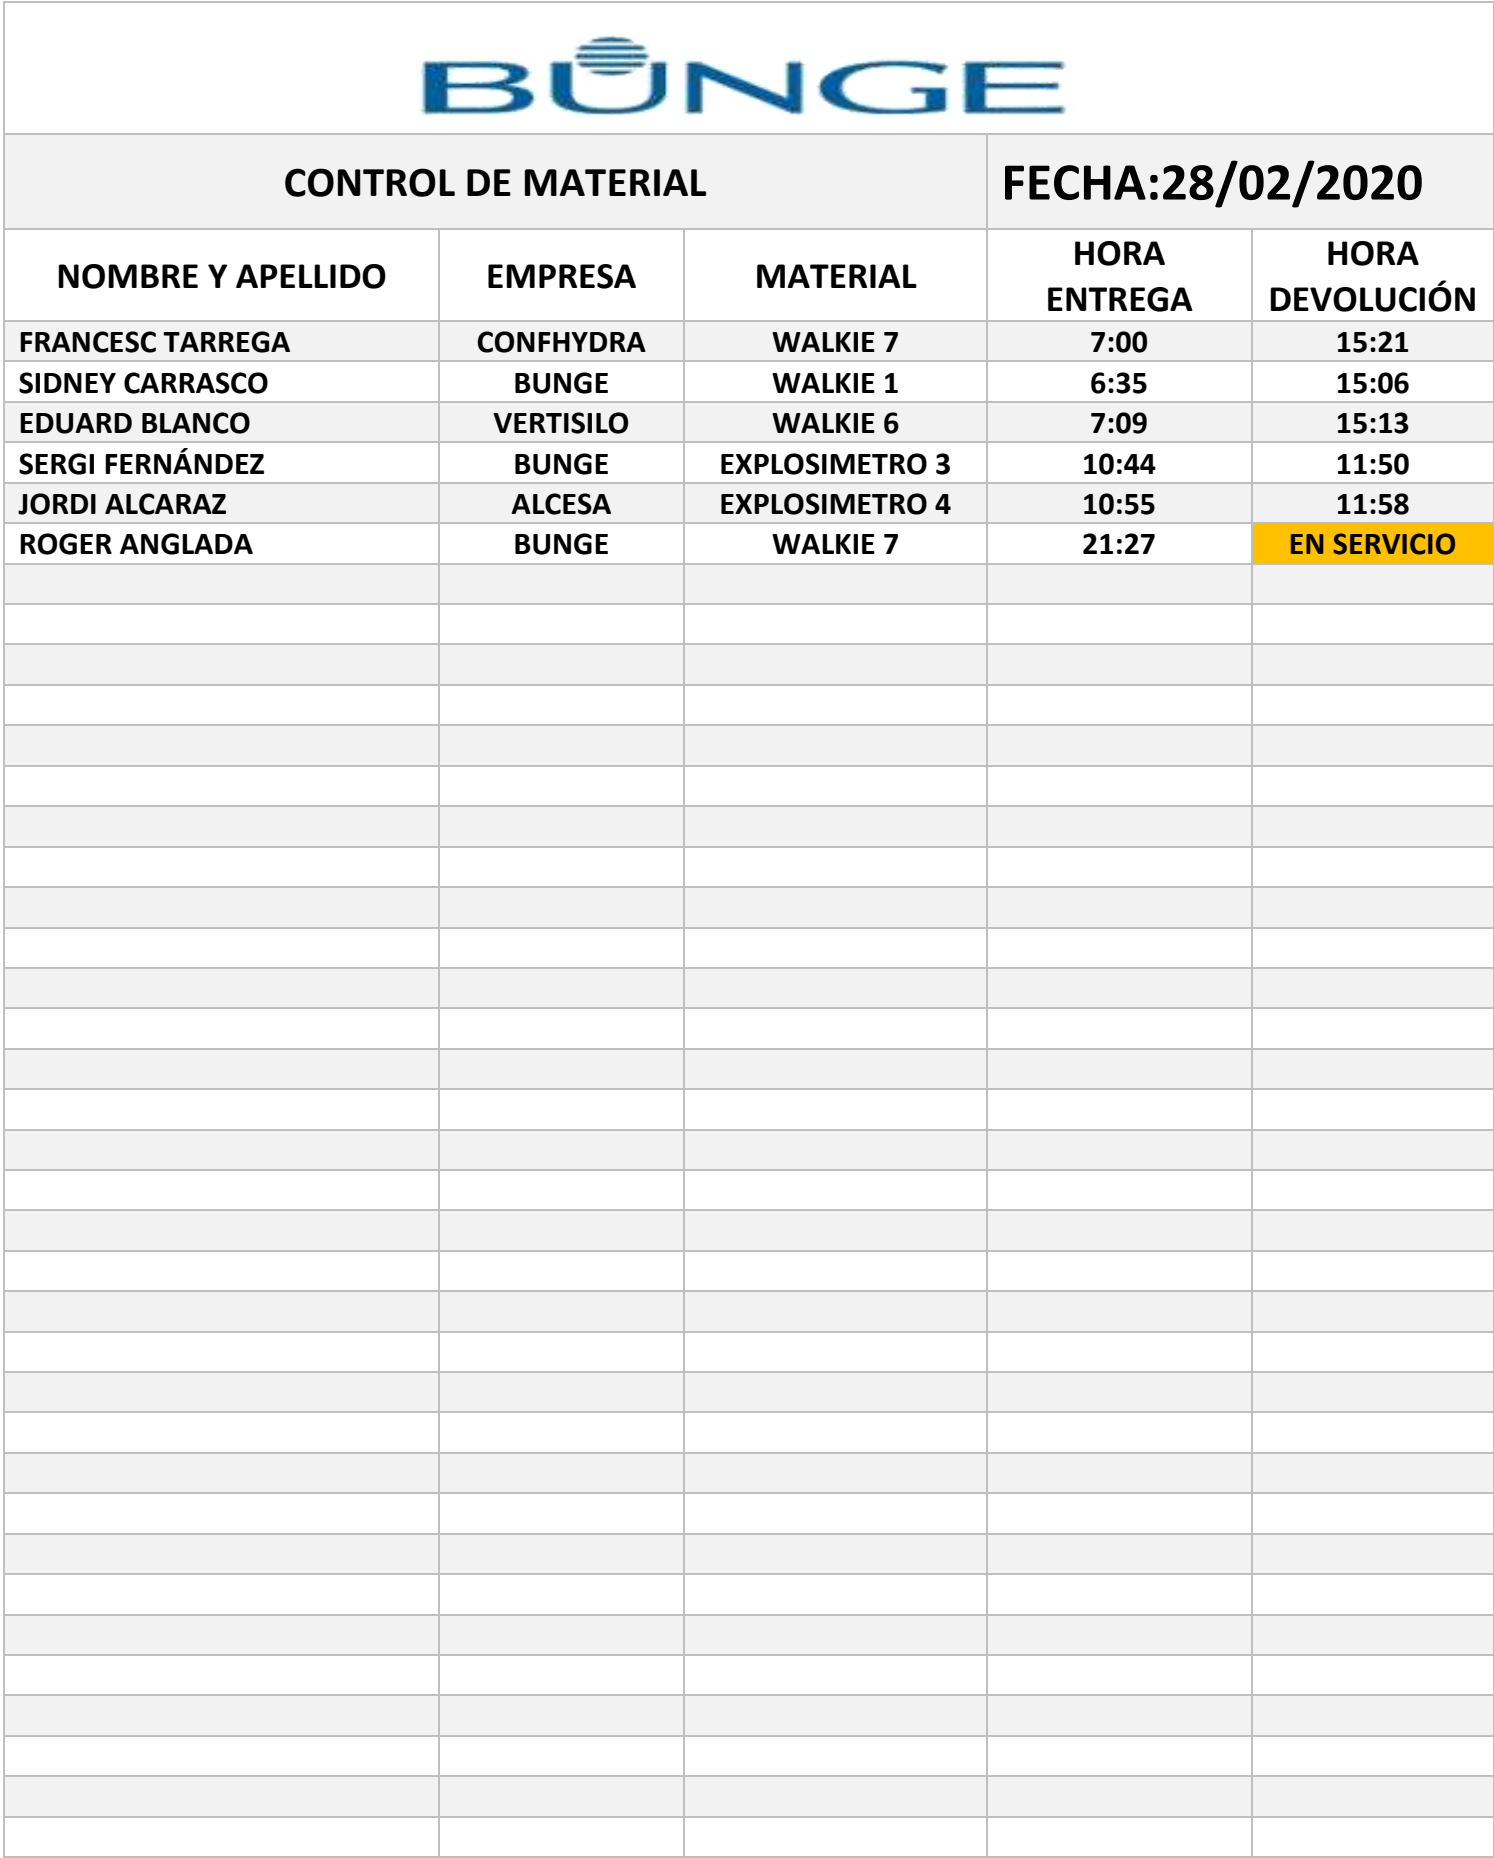 BUNGE
CONTROL DE MATERIAL FECHA:28/02/2020
NOMBRE Y APELLIDO EMPRESA MATERIAL HORA ENTREGA HORA DEVOLUCIÓN
FRANCESC TARREGA CONFHYDRA WALKIE 7 7:00 15:21
SIDNEY CARRASCO BUNGE WALKIE 1 6:35 15:06
EDUARD BLANCO VERTISILO WALKIE 6 7:09 15:13
SERGI FERNÁNDEZ BUNGE EXPLOSIMETRO 3 10:44 11:50
JORDI ALCARAZ ALCESA EXPLOSIMETRO 4 10:55 11:58
ROGER ANGLADA BUNGE WALKIE 7 21:27 EN SERVICIO